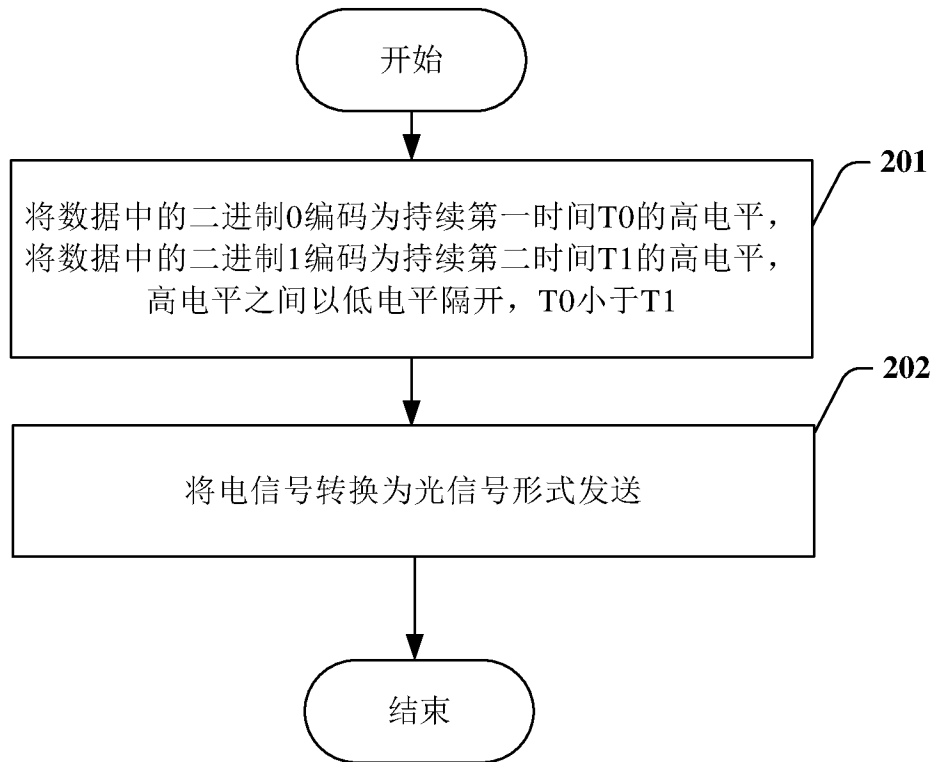 开始
201
将数据中的二进制0编码为持续第一时间T0的高电平，
将数据中的二进制1编码为持续第二时间T1的高电平，
高电平之间以低电平隔开，T0小于T1
202
将电信号转换为光信号形式发送
结束